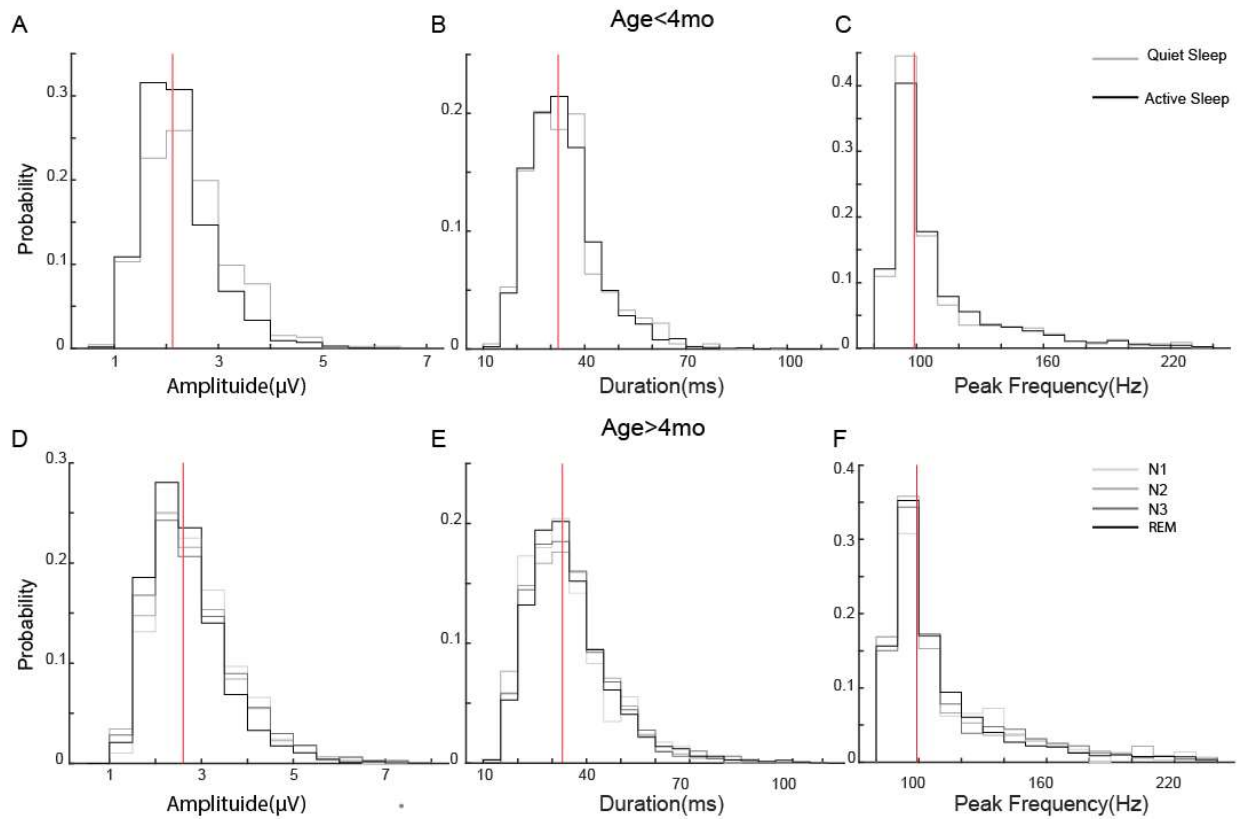 Age<4mo
A
B
C
0.3
0.2
0.1
0
Probability
1 3 5 7
Amplituide(µV)
0.2
0.1
0
10 40 70 100
Duration(ms)
0.4
0.3
0.2
0.1
0
100 160 220
Peak Frequency(Hz)
Quiet Sleep
Active Sleep
Age>4mo
D
E
F
0.3
0.2
0.1
0
Probability
1 3 5 7
Amplituide(µV)
0.2
0.1
0
10 40 70 100
Duration(ms)
0.4
0.3
0.2
0.1
0
100 160 220
Peak Frequency(Hz)
N1
N2
N3
REM